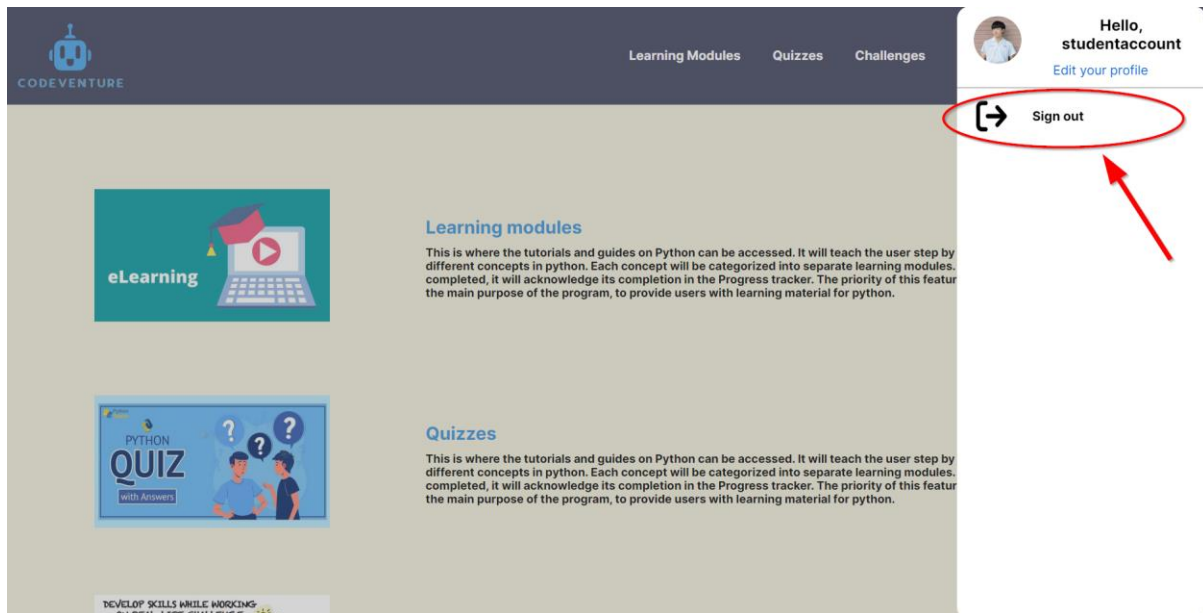 CODEVENTURE
Learning Modules
Quizzes
Challenges
Hello,
studentaccount
Edit your profile
Sign out
eLearning
Learning modules
This is where the tutorials and guides on Python can be accessed. It will teach the user step by
different concepts in python. Each concept will be categorized into separate learning modules.
completed, it will acknowledge its completion in the Progress tracker. The priority of this featur
the main purpose of the program, to provide users with learning material for python.
PYTHON
QUIZ
with Answers
Quizzes
This is where the tutorials and guides on Python can be accessed. It will teach the user step by
different concepts in python. Each concept will be categorized into separate learning modules.
completed, it will acknowledge its completion in the Progress tracker. The priority of this featur
the main purpose of the program, to provide users with learning material for python.
DEVELOP SKILLS WHILE WORKING